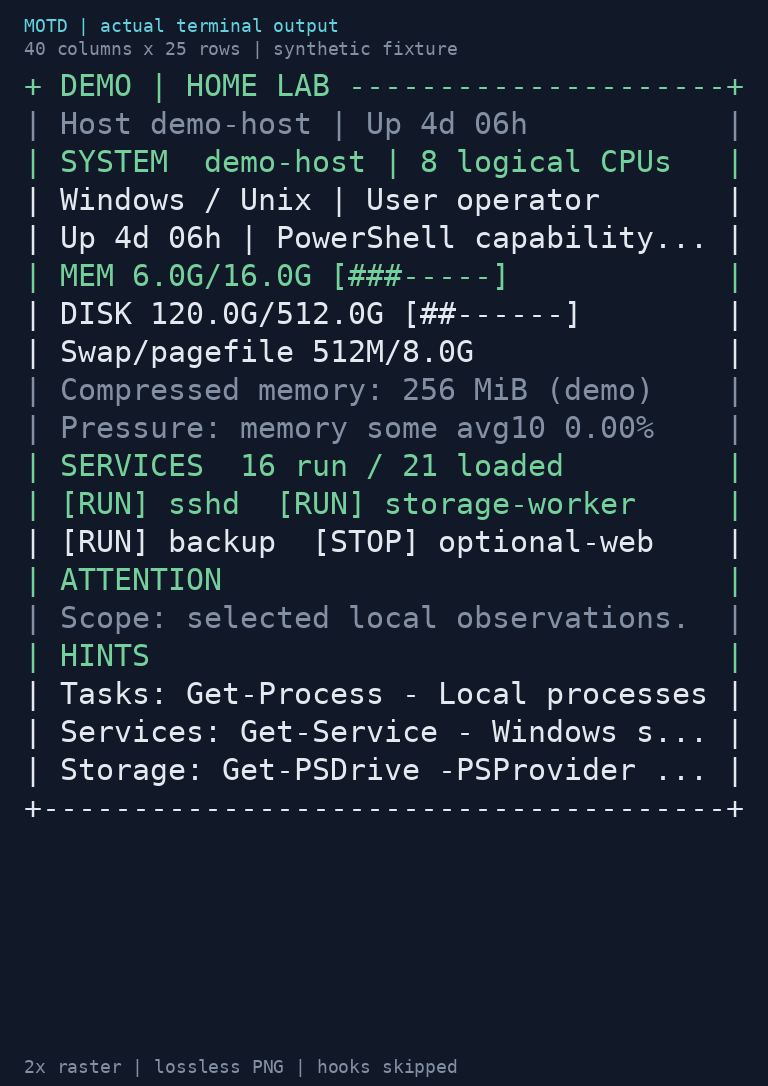 MOTD | actual terminal output
40 columns x 25 rows | synthetic fixture
+ DEMO | HOME LAB ---------------------+
| Host demo-host | Up 4d 06h           |
| SYSTEM  demo-host | 8 logical CPUs   |
| Windows / Unix | User operator       |
| Up 4d 06h | PowerShell capability... |
| MEM 6.0G/16.0G [###-----]            |
| DISK 120.0G/512.0G [##------]        |
| Swap/pagefile 512M/8.0G              |
| Compressed memory: 256 MiB (demo)    |
| Pressure: memory some avg10 0.00%    |
| SERVICES  16 run / 21 loaded         |
| [RUN] sshd  [RUN] storage-worker     |
| [RUN] backup  [STOP] optional-web    |
| ATTENTION                            |
| Scope: selected local observations.  |
| HINTS                                |
| Tasks: Get-Process - Local processes |
| Services: Get-Service - Windows s... |
| Storage: Get-PSDrive -PSProvider ... |
+--------------------------------------+
2x raster | lossless PNG | hooks skipped